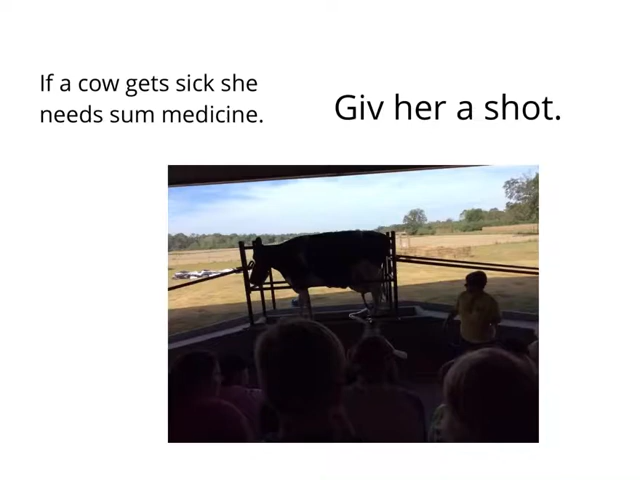 If a cow gets sick she
needs sum medicine.
Giv her a shot.